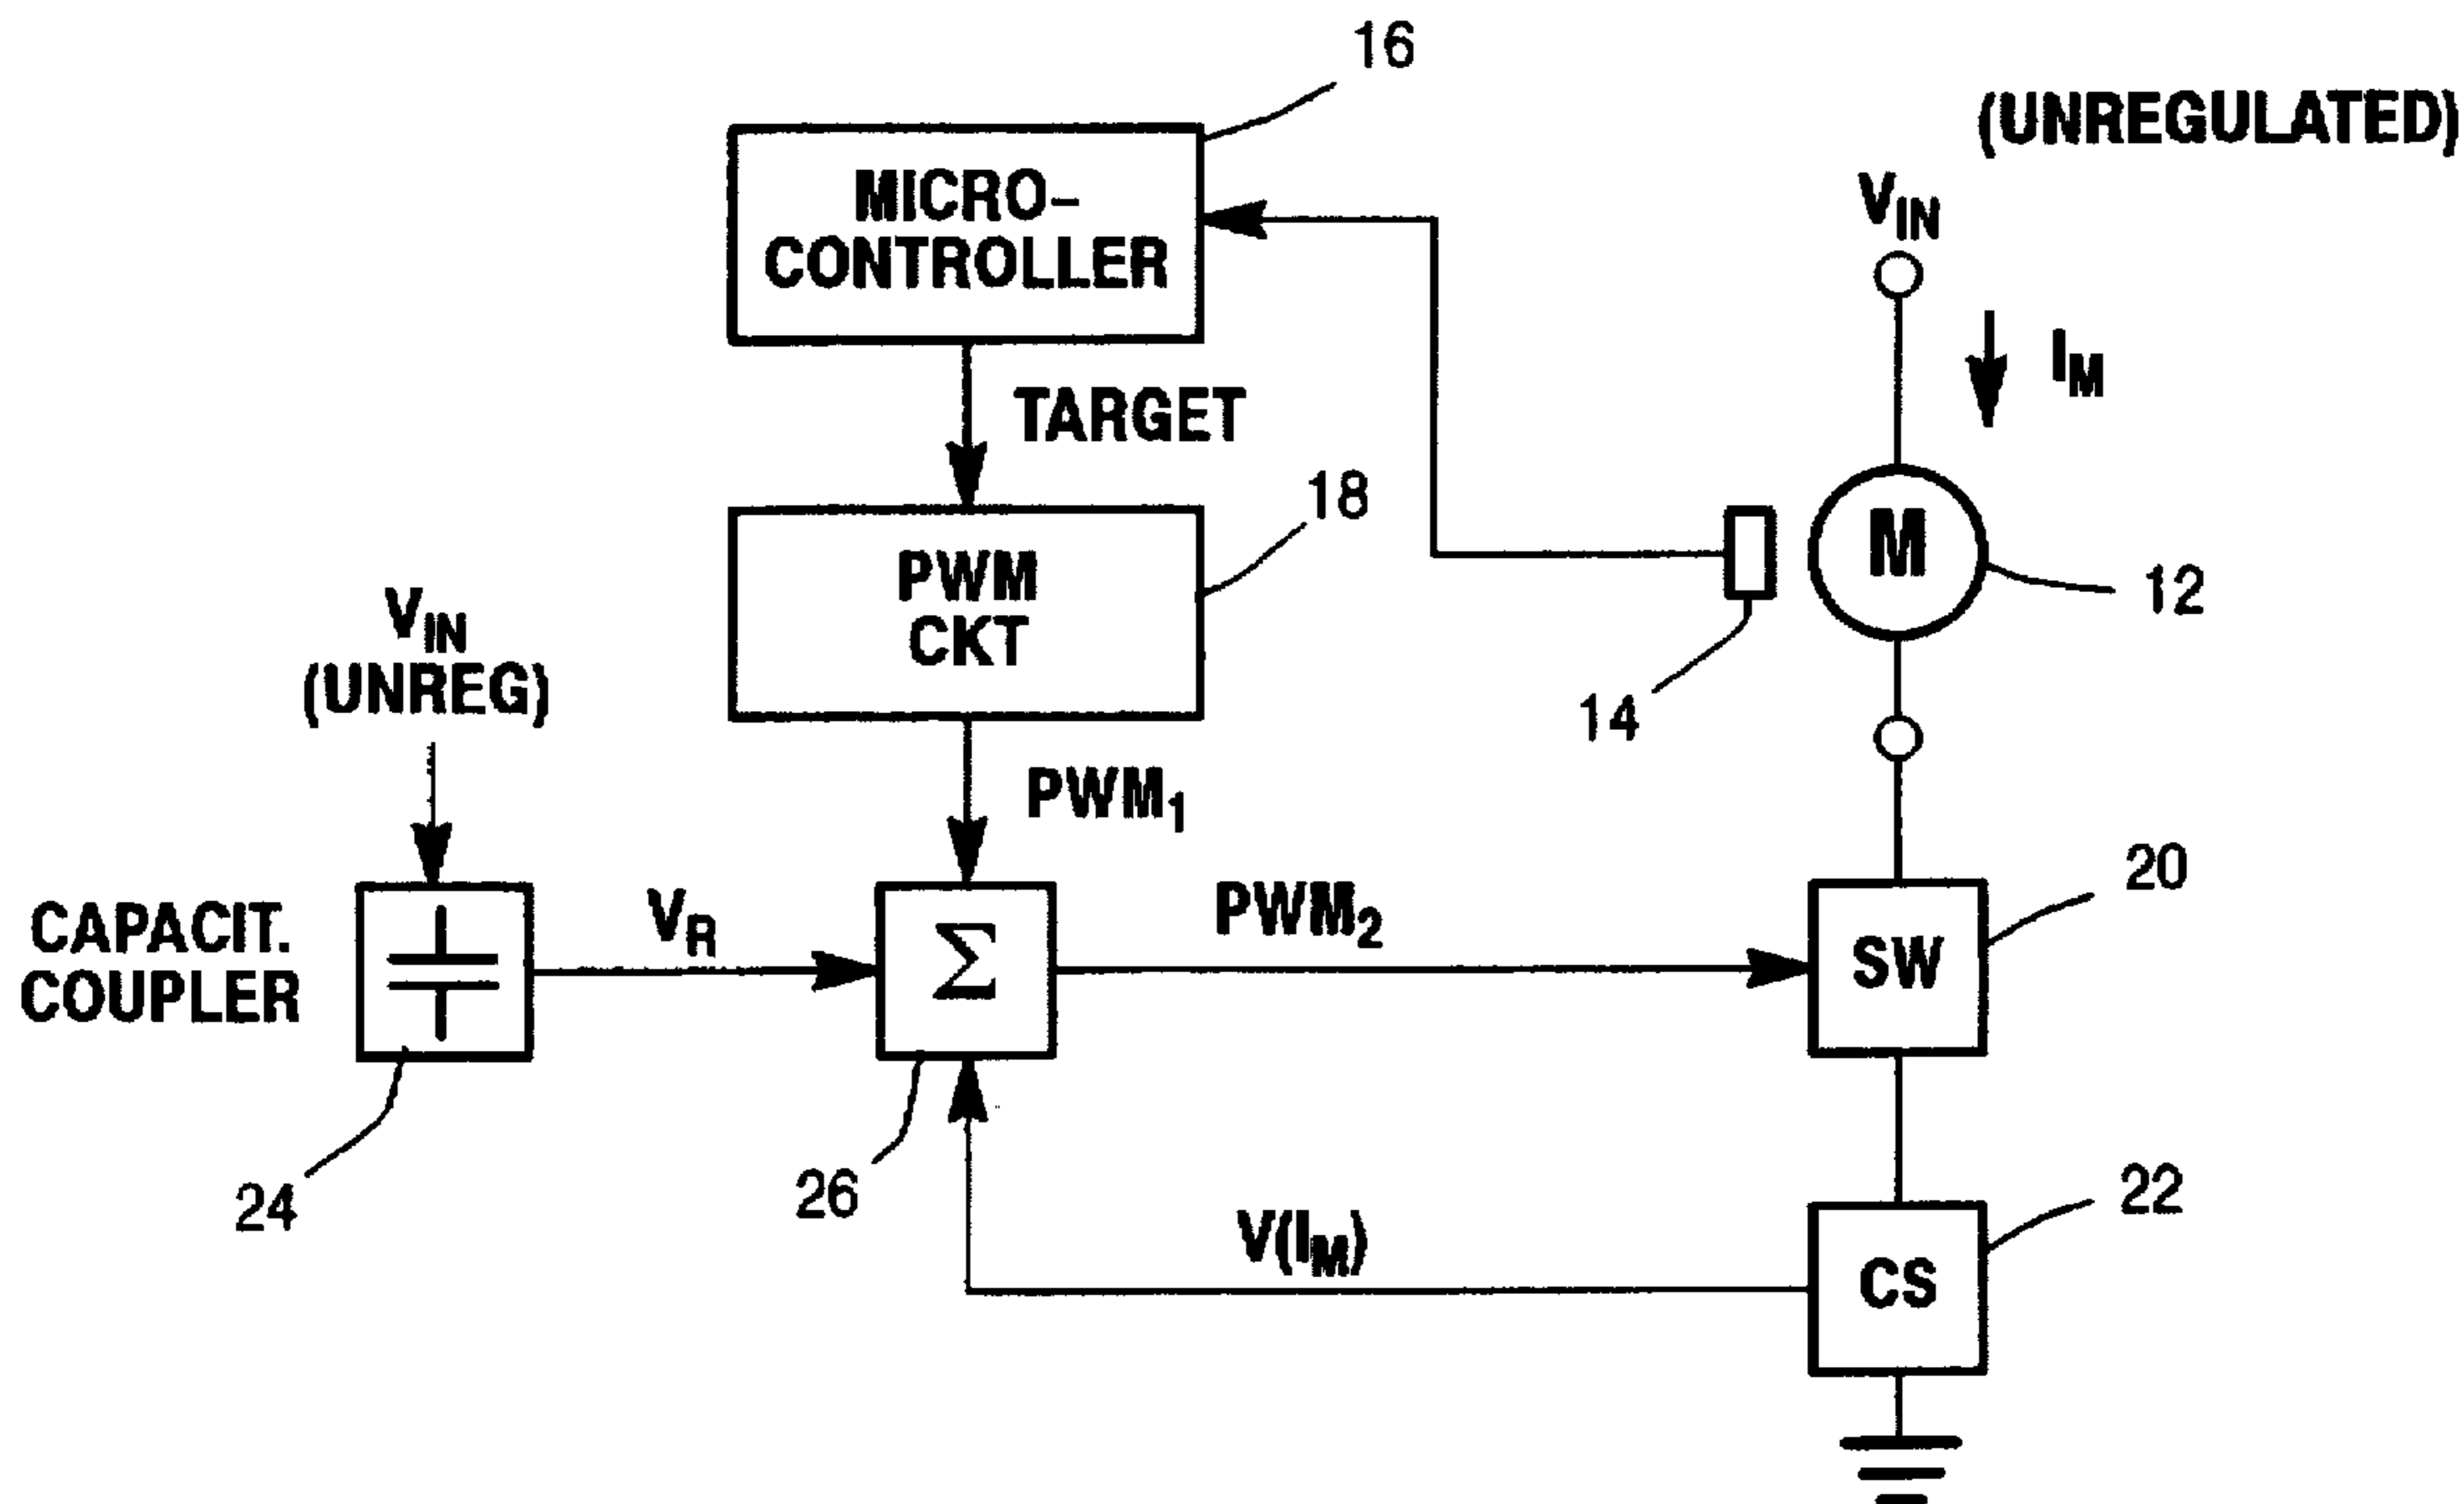 16
(UNREGULATED)
MICRO-
CONTROLLER
V_IN
I_M
TARGET
18
PWM
CKT
M
12
14
V_IN
(UNREG)
PWM_1
20
CAPACIT.
COUPLER
V_R
Σ
PWM_2
SW
24
26
22
V(I_M)
CS